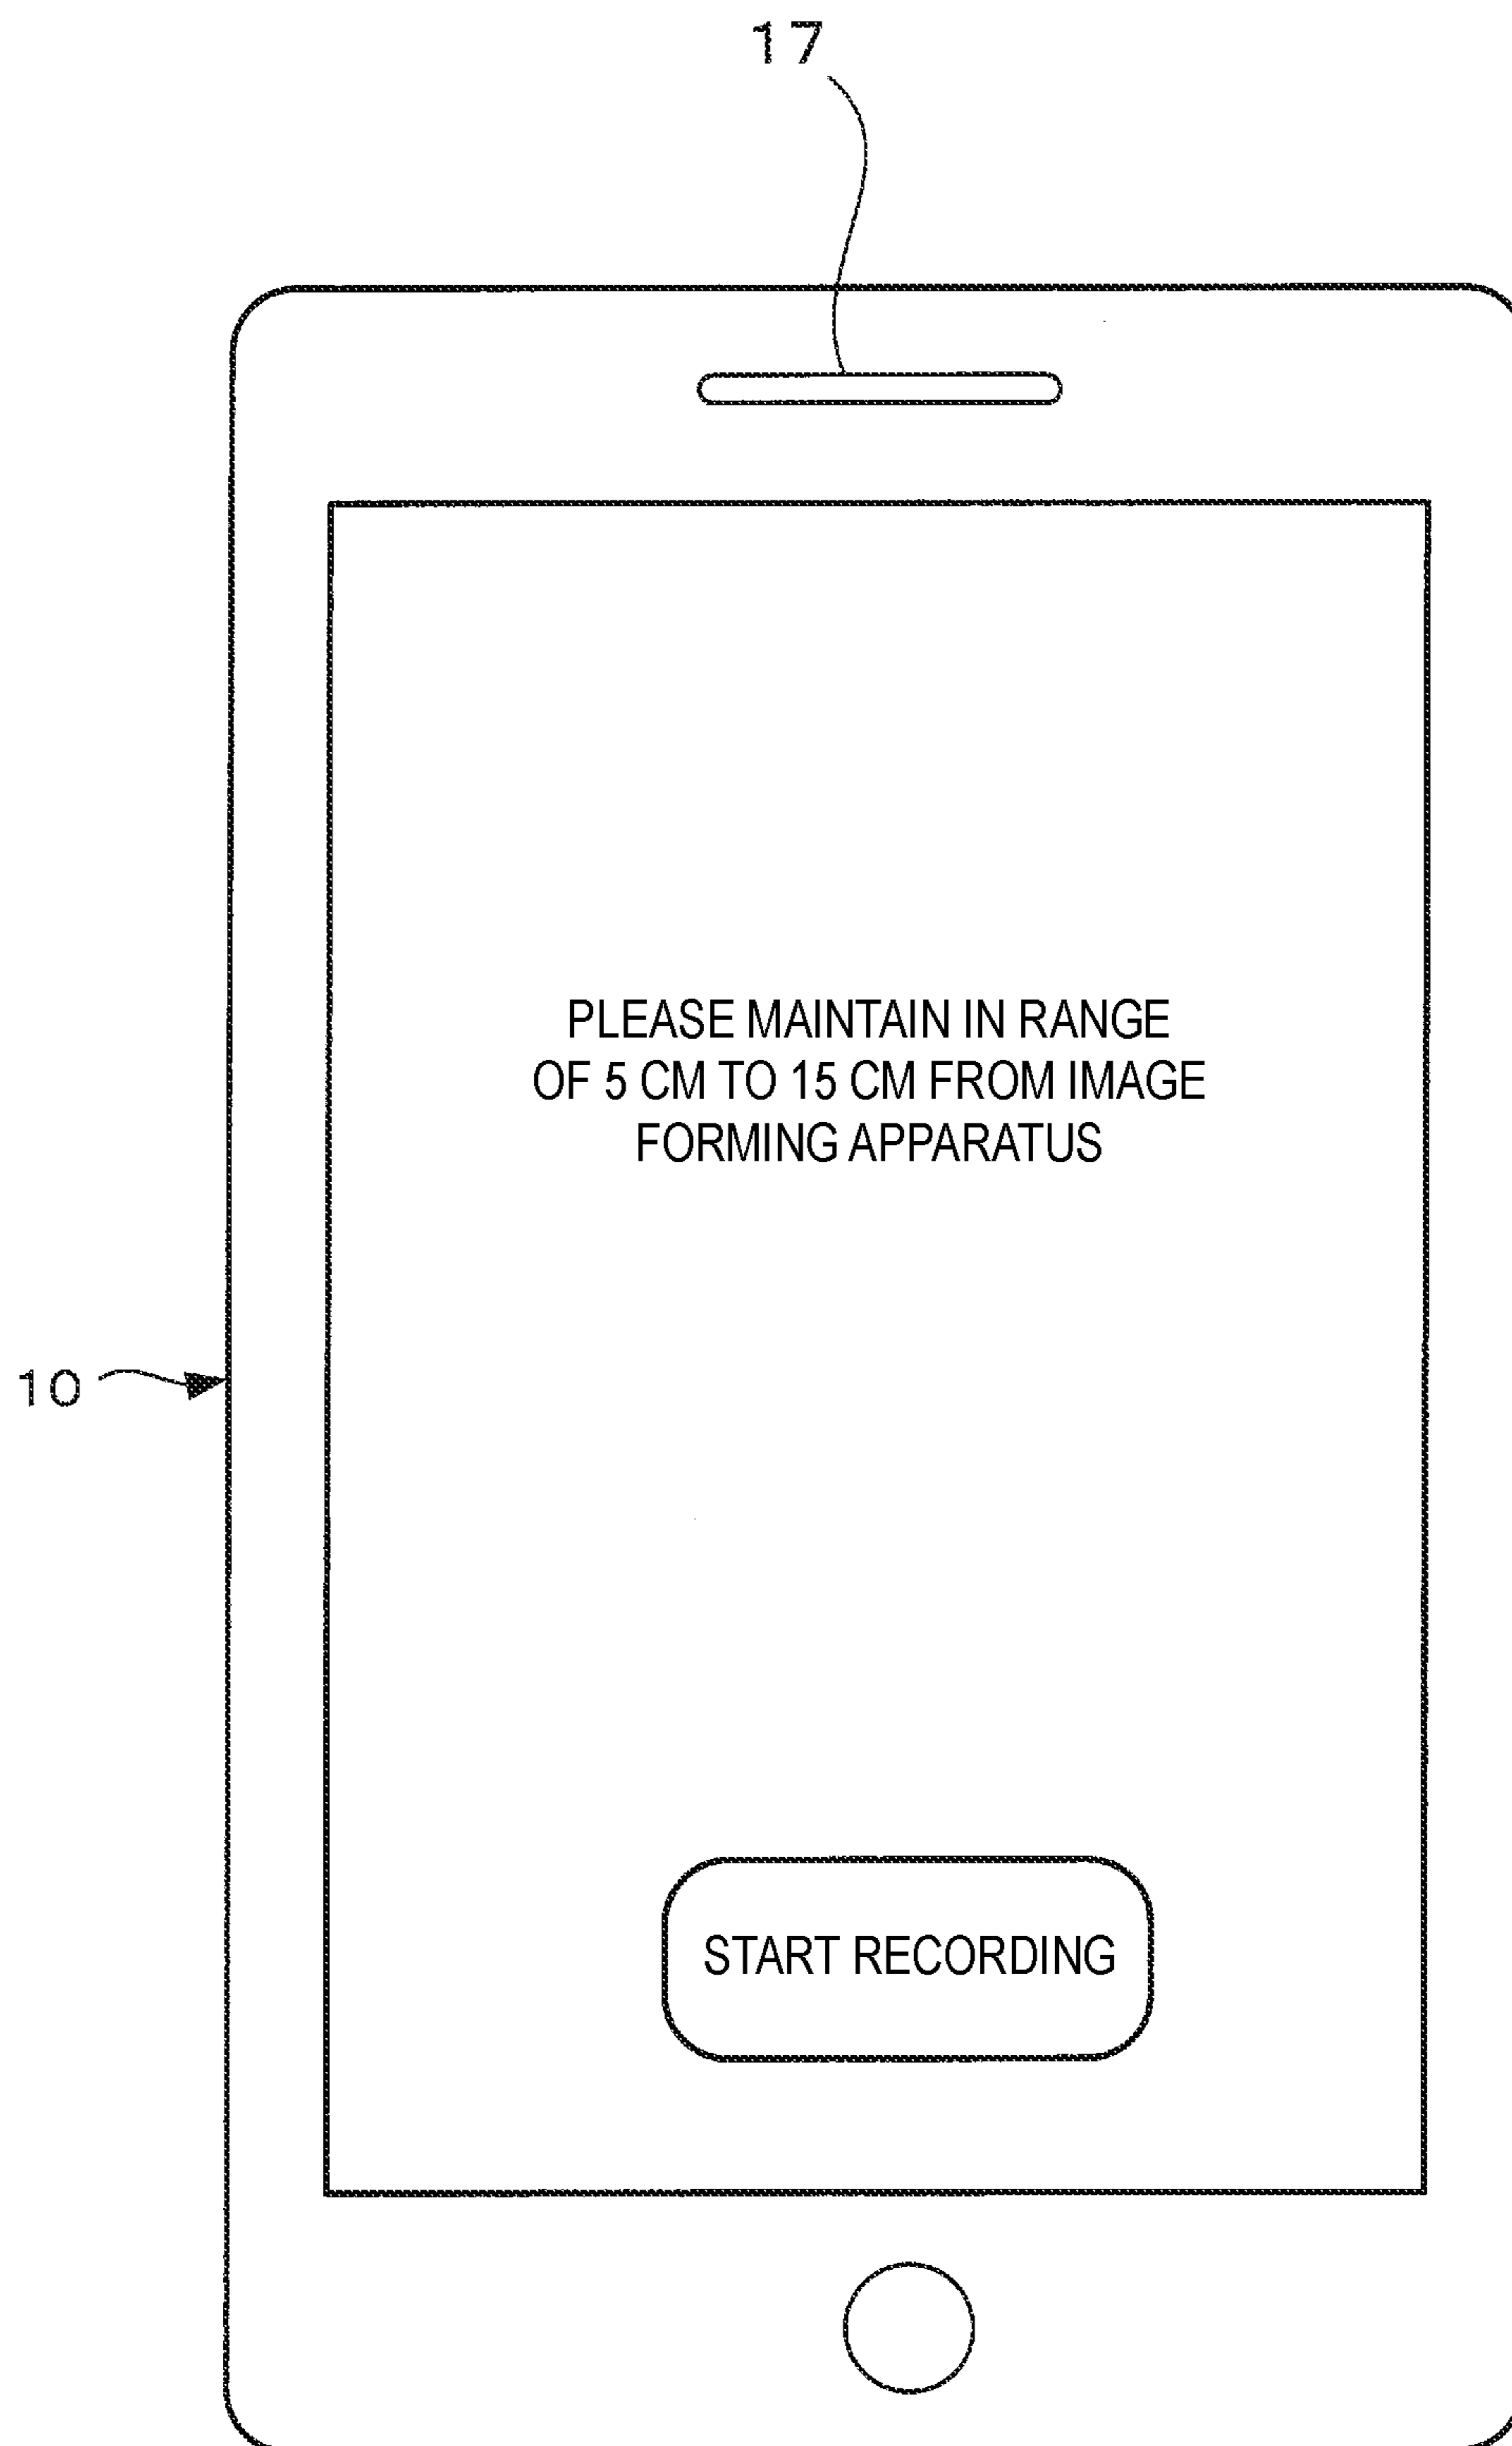 17
PLEASE MAINTAIN IN RANGE
OF 5 CM TO 15 CM FROM IMAGE
FORMING APPARATUS
10
START RECORDING